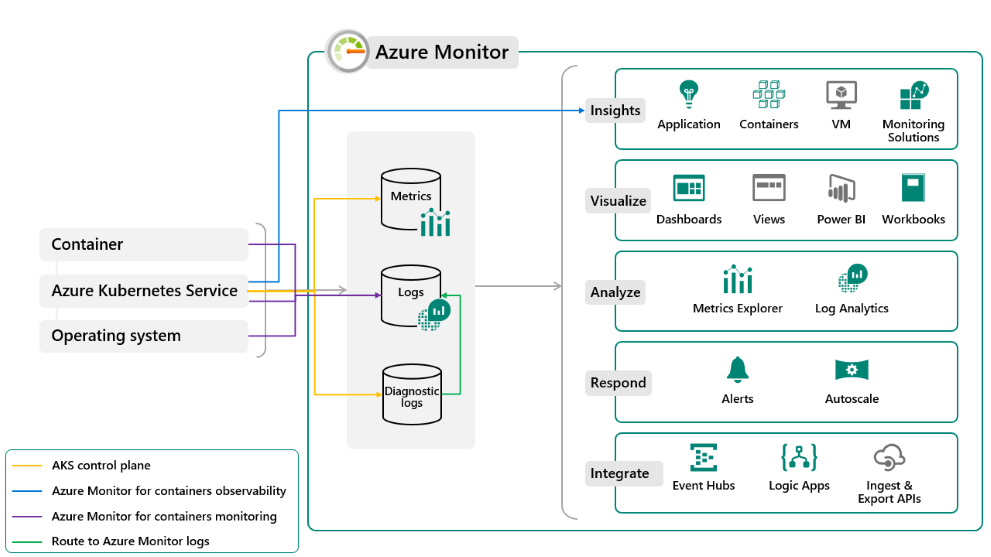 Azure Monitor
Insights
Application
Containers
VM
Monitoring
Solutions
Metrics
Visualize
Dashboards
Views
Power BI
Workbooks
Container
Azure Kubernetes Service
Operating system
Logs
Analyze
Metrics Explorer
Log Analytics
Diagnostic
logs
Respond
Alerts
Autoscale
Integrate
Event Hubs
Logic Apps
Ingest &
Export APIs
AKS control plane
Azure Monitor for containers observability
Azure Monitor for containers monitoring
Route to Azure Monitor logs